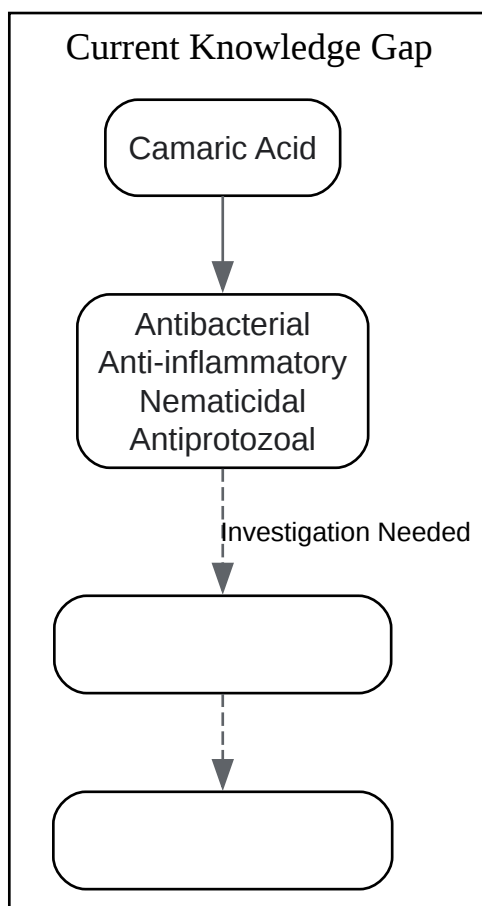 Current Knowledge Gap
Camaric Acid
Antibacterial
Anti-inflammatory
Nematicidal
Antiprotozoal
Investigation Needed